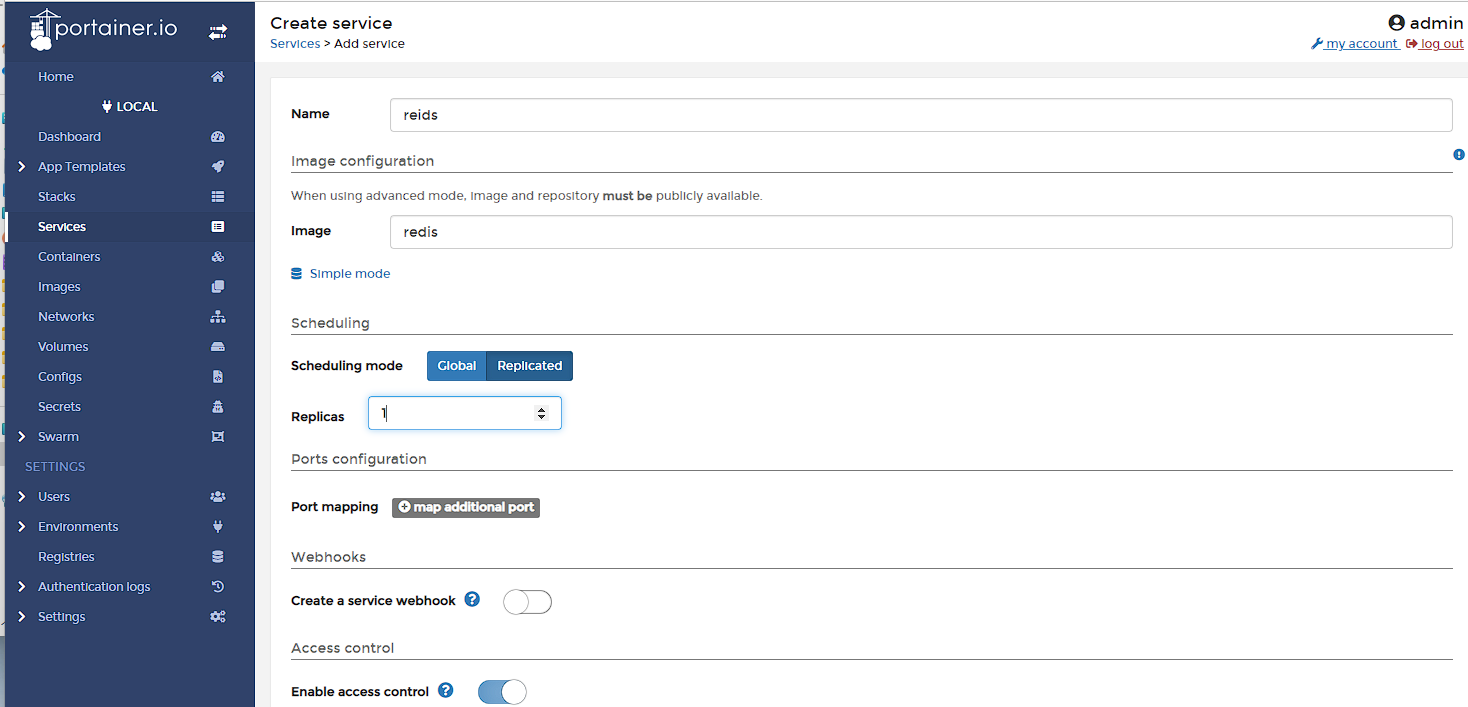 portainer.io
Create service
admin
Services > Add service
my account log out
Home
LOCAL
Dashboard
App Templates
Stacks
Services
Containers
Images
Networks
Volumes
Configs
Secrets
Swarm
SETTINGS
Users
Environments
Registries
Authentication logs
Settings
Name
reids
Image configuration
When using advanced mode, image and repository must be publicly available.
Image
redis
Simple mode
Scheduling
Scheduling mode
Global Replicated
Replicas
1
Ports configuration
Port mapping
map additional port
Webhooks
Create a service webhook
Access control
Enable access control